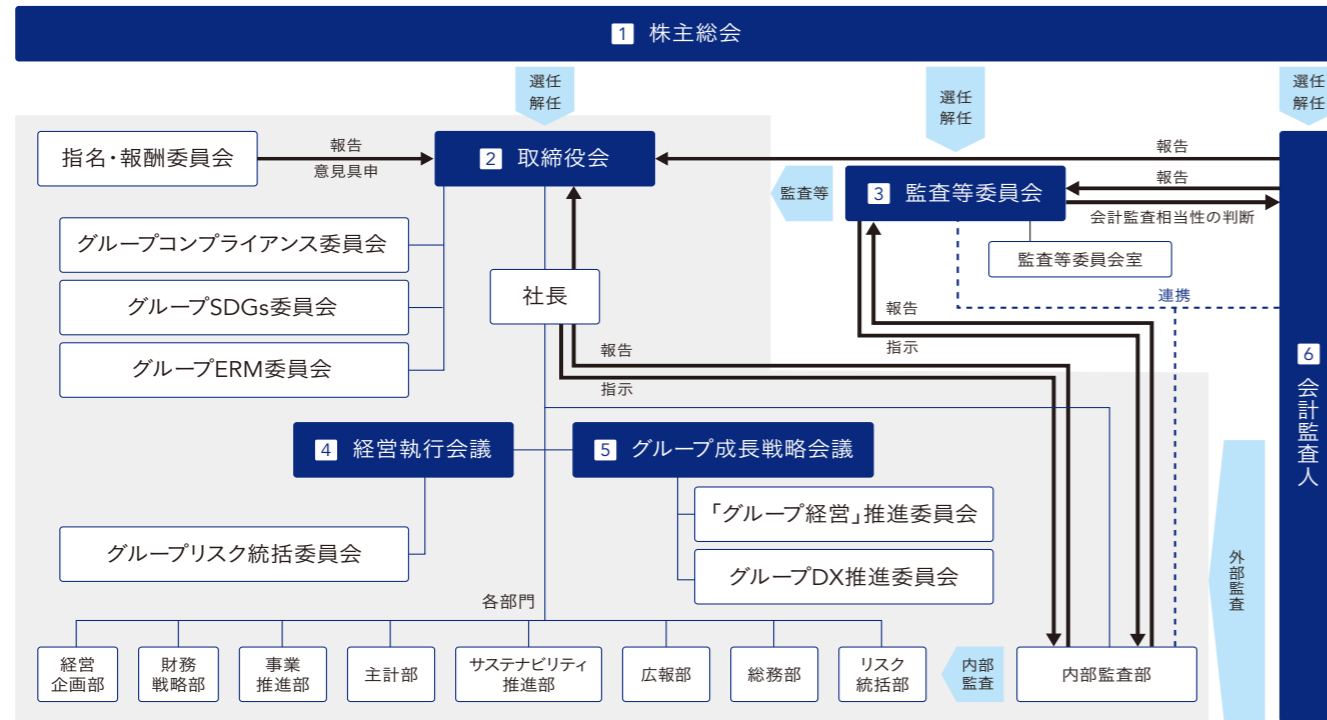 1 株主総会
選任
解任
選任
解任
選任
解任
指名・報酬委員会
報告
意見具申
2 取締役会
報告
監査等
3 監査等委員会
報告
会計監査相当性の判断
監査等委員会室
グループコンプライアンス委員会
グループSDGs委員会
グループERM委員会
社長
連携
報告
指示
報告
指示
6 会計監査人
4 経営執行会議
5 グループ成長戦略会議
「グループ経営」推進委員会
グループリスク統括委員会
グループDX推進委員会
外部監査
各部門
経営
企画部
財務
戦略部
事業
推進部
主計部
サステナビリティ
推進部
広報部
総務部
リスク
統括部
内部
監査
内部監査部